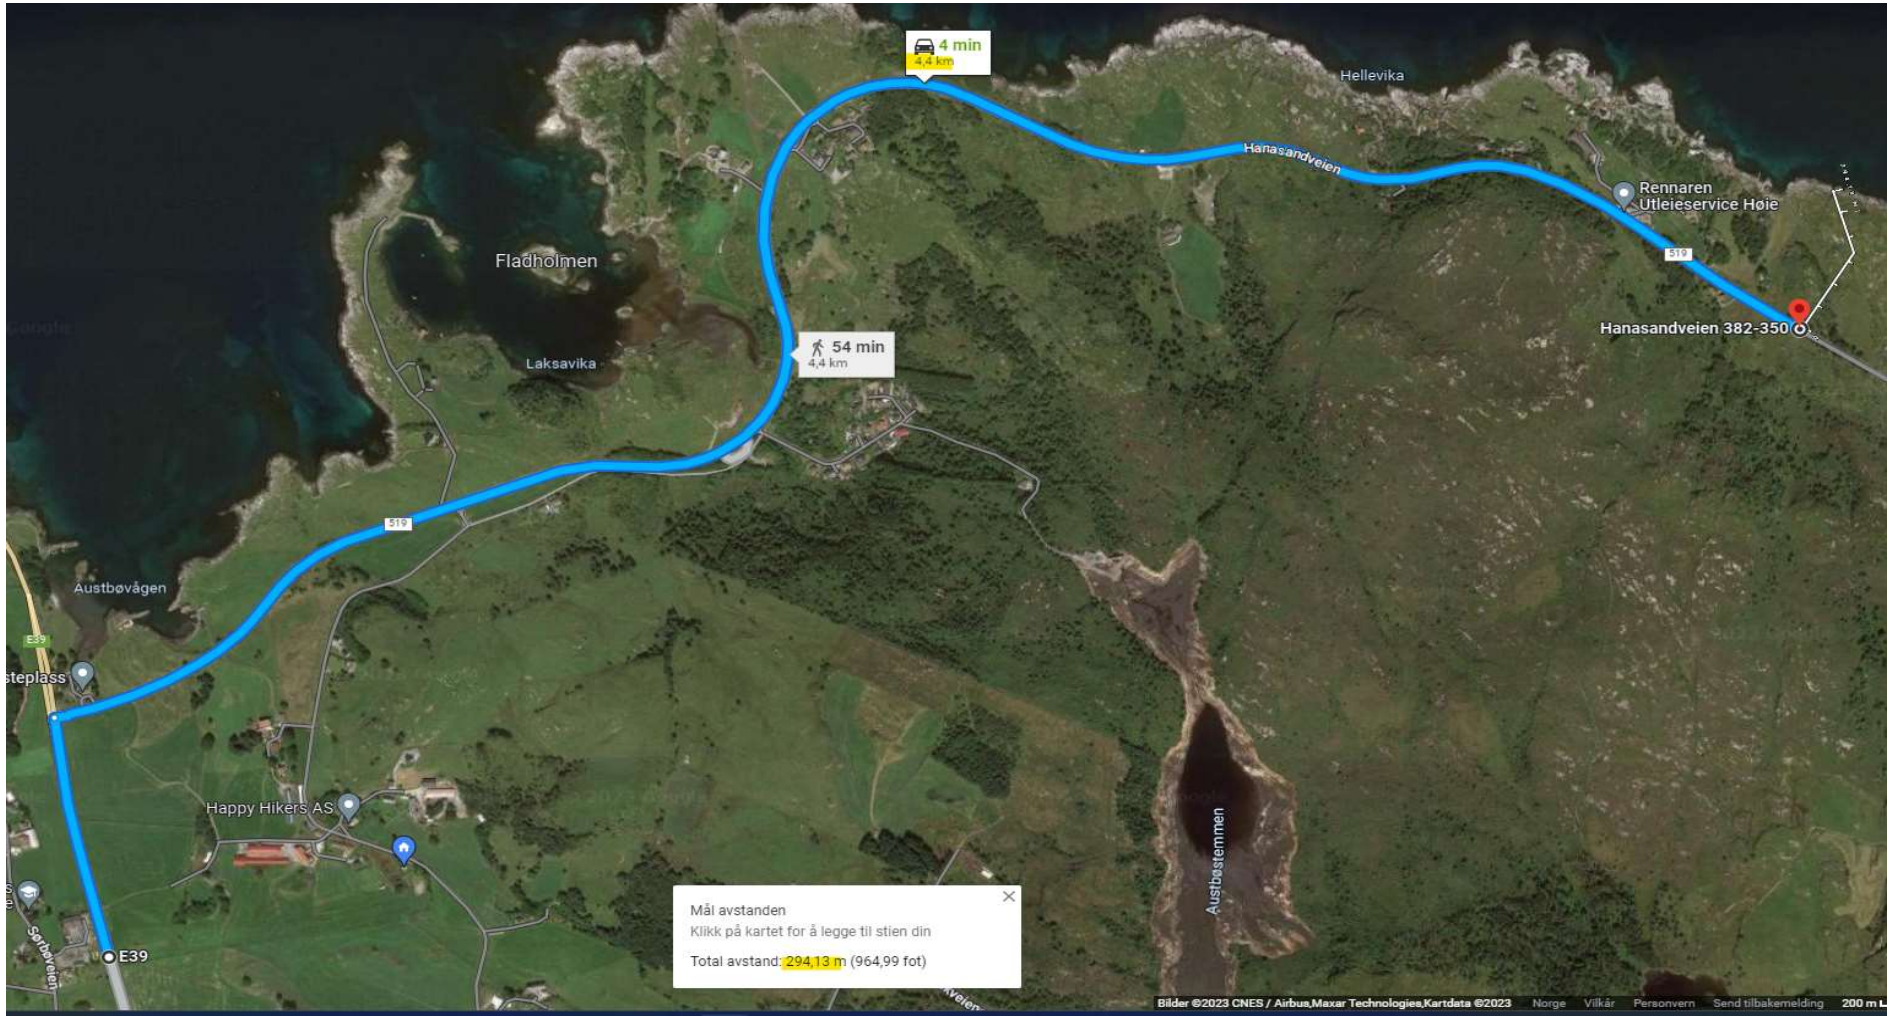 4 min
4,4 km
Hellevika
Hanasandveien
Rennaren
Utleieservice Høie
519
Fladholmen
Hanasandveien 382-350
Google
54 min
4,4 km
Laksavika
519
Austbøvågen
E39
steplass
Happy Hikers AS
Austbøstemmen
Mål avstanden
Klikk på kartet for å legge til stien din
Total avstand: 294,13 m (964,99 fot)
Sørbøveien
E39
kveien
Bilder ©2023 CNES / Airbus,Maxar Technologies,Kartdata ©2023 Norge Vilkår Personvern Send tilbakemelding 200 m